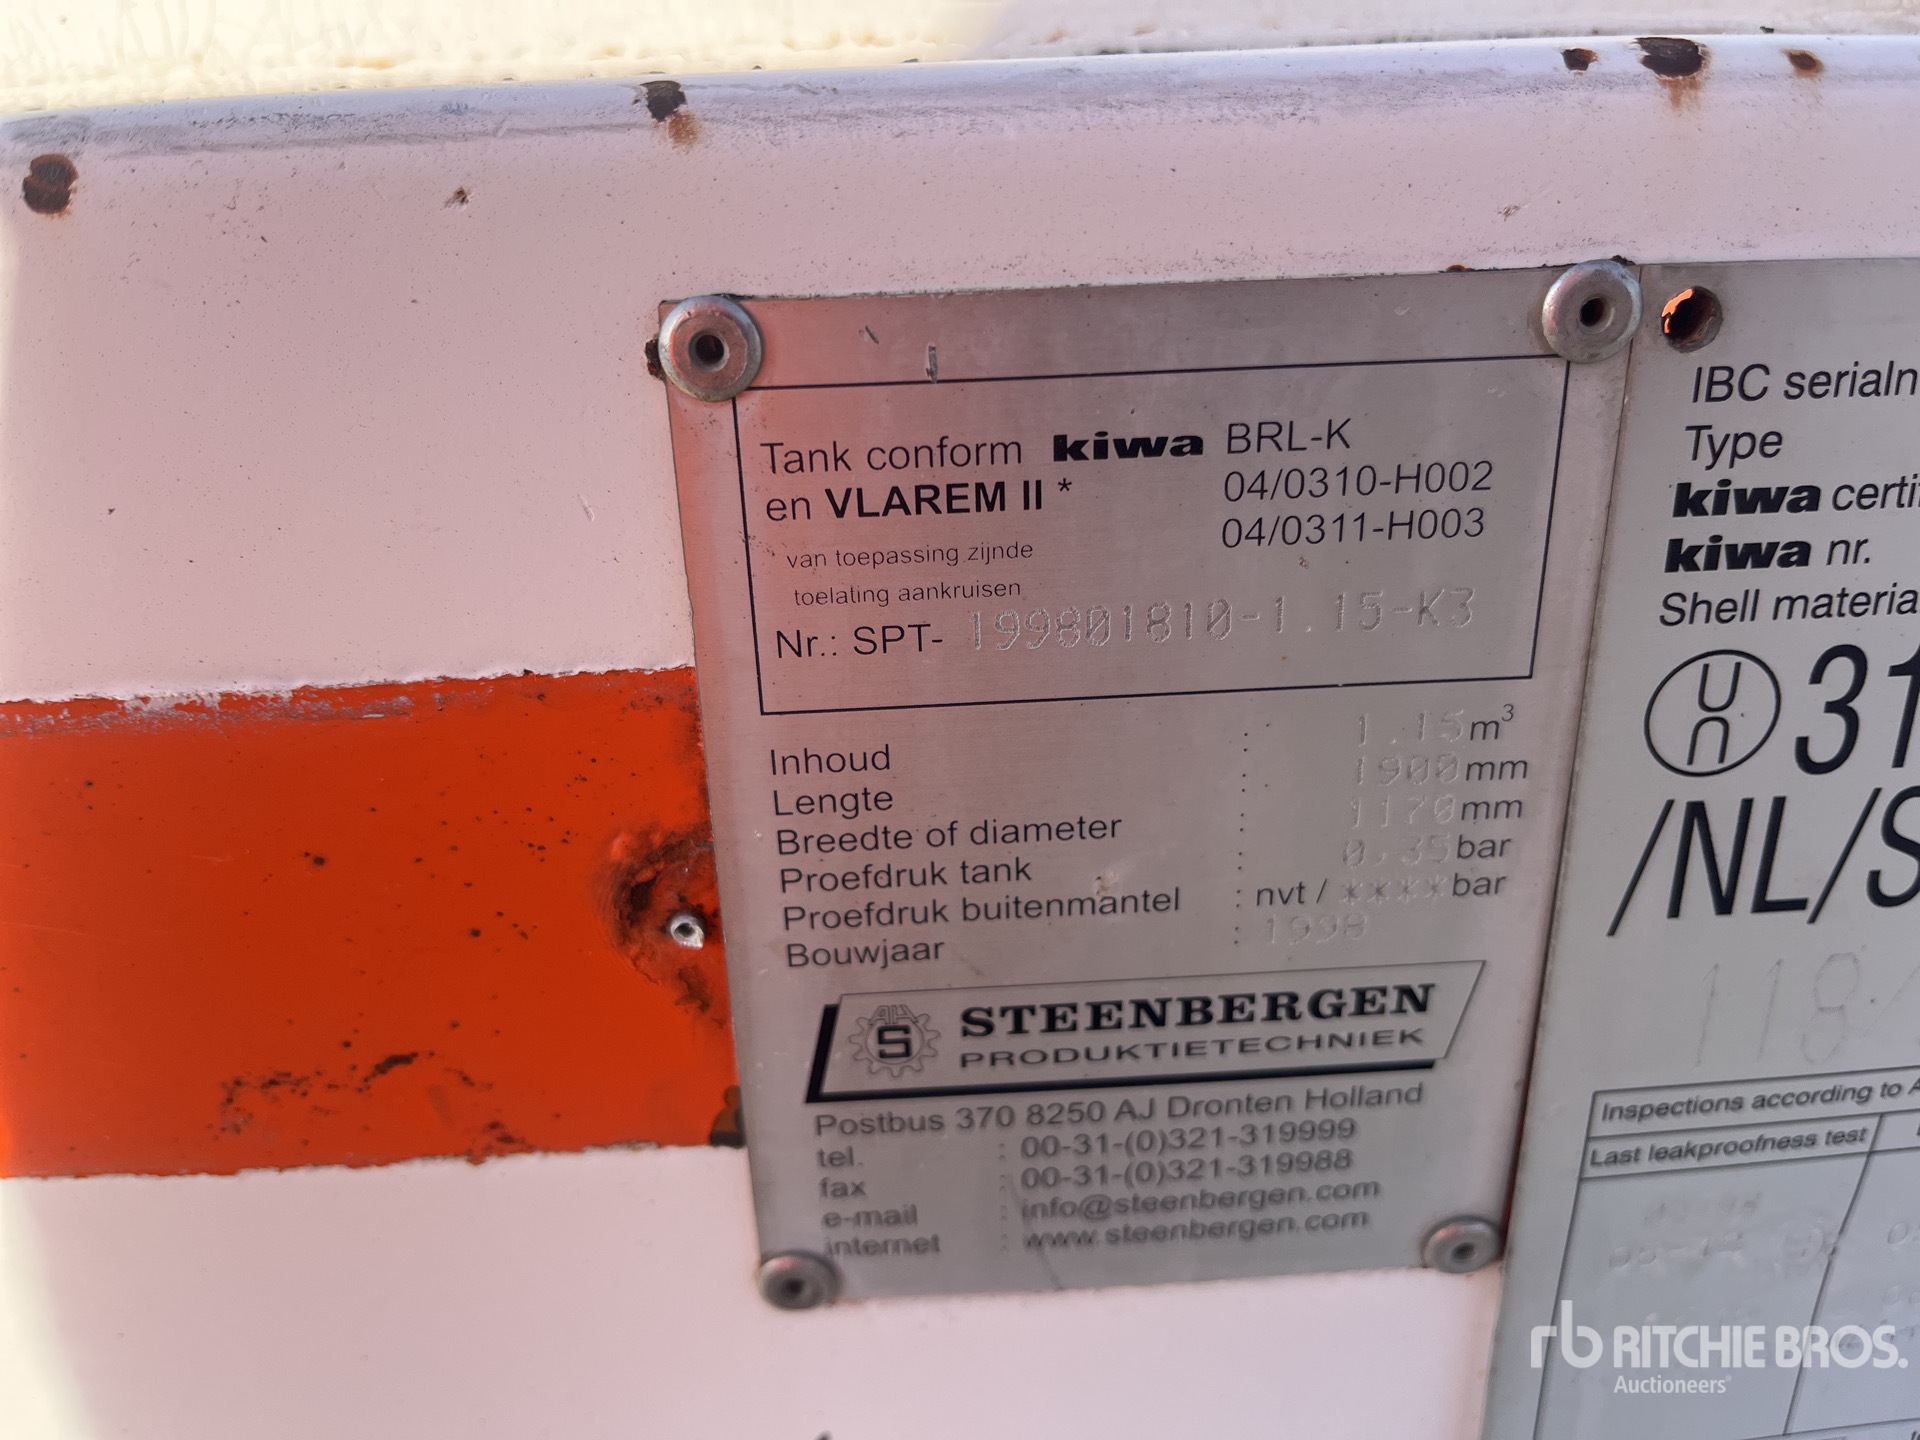 Tank conform kiwa BRL-K
en VLAREM II * 04/0310-H002
04/0311-H003
van toepassing zijnde
toelating aankruisen
Nr.: SPT- 199801810-1.15-K3
Inhoud : 1.15m³
Lengte : 1900mm
Breedte of diameter : 1170mm
Proefdruk tank : 0.35bar
Proefdruk buitenmantel : nvt / ****bar
Bouwjaar : 1998
S STEENBERGEN
PRODUKTIETECHNIEK
Postbus 370 8250 AJ Dronten Holland
tel. : 00-31-(0)321-319999
fax : 00-31-(0)321-319988
e-mail : info@steenbergen.com
internet : www.steenbergen.com
IBC serialn
Type
kiwa certi
kiwa nr.
Shell materia
un 31
/NL/S
119/
Inspections according to A
Last leakproofness test
rb RITCHIE BROS.
Auctioneers